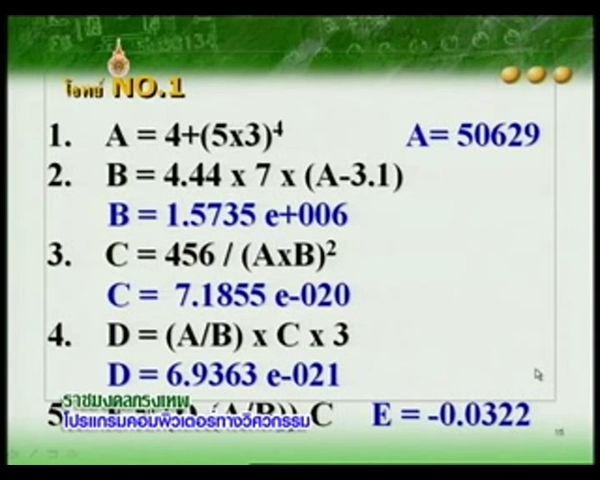 โจทย์ NO.1
1. A = 4+(5x3)⁴ A= 50629
2. B = 4.44 x 7 x (A-3.1)
B = 1.5735 e+006
3. C = 456 / (AxB)²
C = 7.1855 e-020
4. D = (A/B) x C x 3
D = 6.9363 e-021
ราชมงคลกรุงเทพ
5 C E = -0.0322
โปรแกรมคอมพิวเตอร์ทางวิศวกรรม